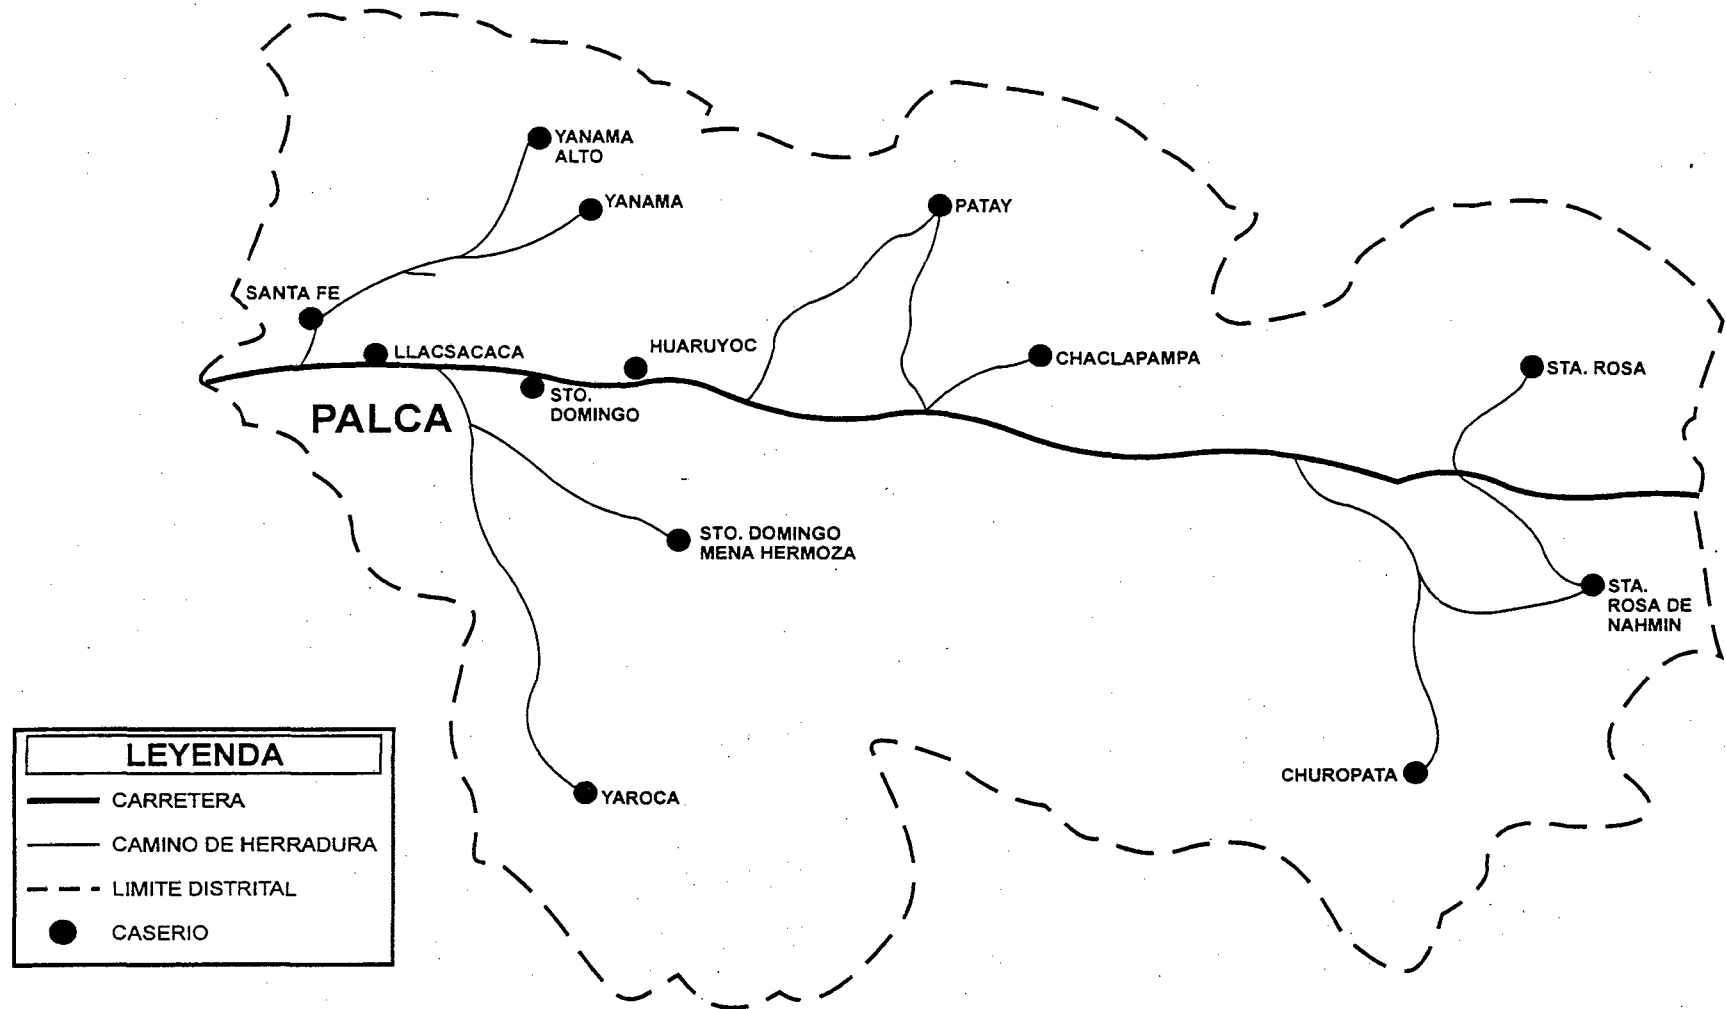 YANAMA
ALTO
YANAMA
PATAY
SANTA FE
LLACSACACA
HUARUYOC
CHACLAPAMPA
STA. ROSA
STO.
DOMINGO
PALCA
STO. DOMINGO
MENA HERMOZA
STA.
ROSA DE
NAHMIN
YAROCA
CHUROPATA
LEYENDA
CARRETERA
CAMINO DE HERRADURA
LIMITE DISTRITAL
CASERIO